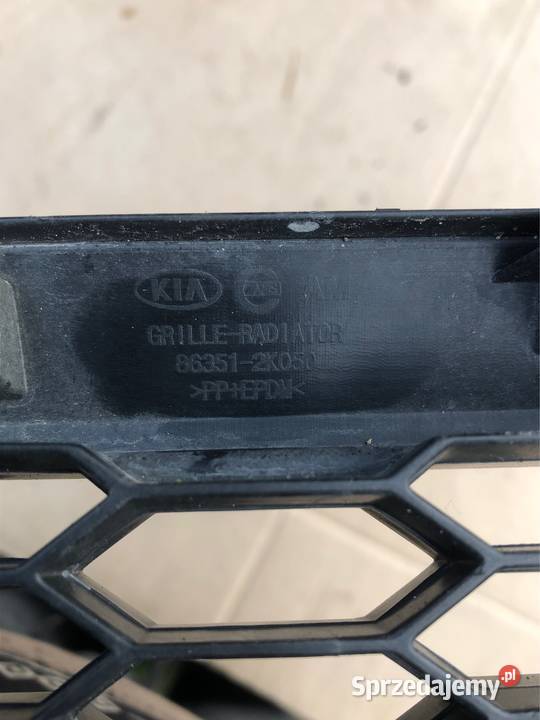 KIA
GRILLE-RADIATOR
86351-2K050
>PP+EPDM<
Sprzedajemy.pl